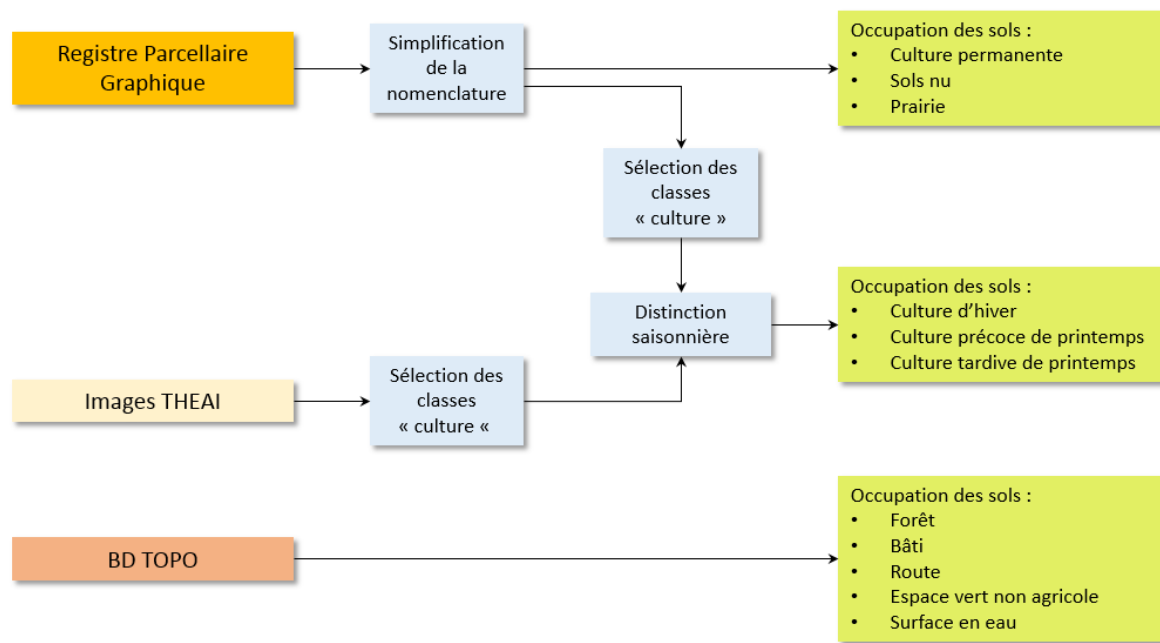 Registre Parcellaire
Graphique
Simplification
de la
nomenclature
Occupation des sols :
• Culture permanente
• Sols nu
• Prairie
Sélection des
classes
« culture »
Distinction
saisonnière
Occupation des sols :
• Culture d’hiver
• Culture précoce de printemps
• Culture tardive de printemps
Images THEAI
Sélection des
classes
« culture «
BD TOPO
Occupation des sols :
• Forêt
• Bâti
• Route
• Espace vert non agricole
• Surface en eau